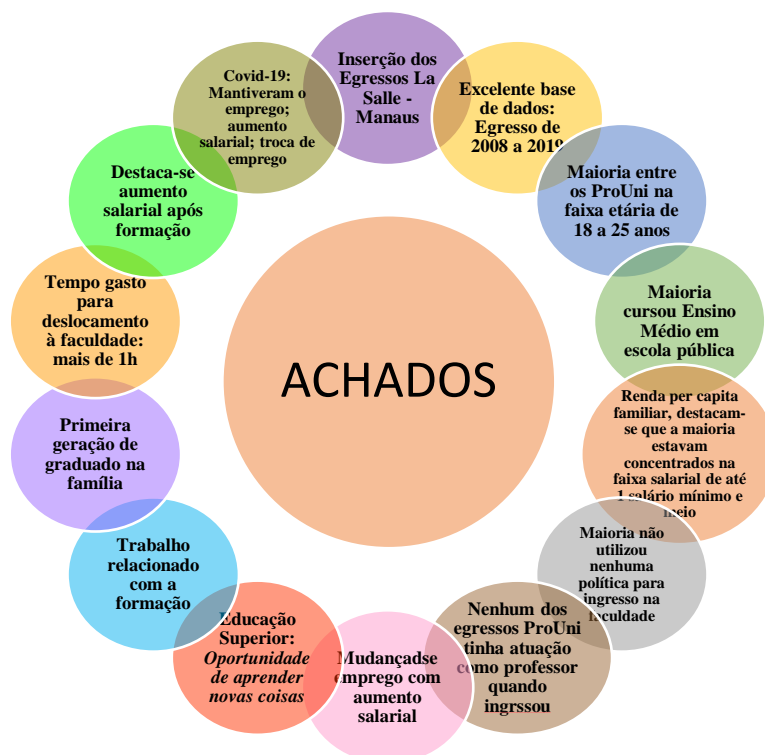 Inserção dos
Egressos La
Salle -
Manaus
Excelente base
de dados:
Egresso de
2008 a 2019
Maioria entre
os ProUni na
faixa etária de
18 a 25 anos
Maioria
cursou Ensino
Médio em
escola pública
Renda per capita
familiar, destacam-
se que a maioria
estavam
concentrados na
faixa salarial de até
1 salário mínimo e
meio
Maioria não
utilizou
nenhuma
política para
ingresso na
faculdade
Nenhum dos
egressos ProUni
tinha atuação
como professor
quando
ingrssou
Mudançadse
emprego com
aumento
salarial
Educação
Superior:
Oportunidade
de aprender
novas coisas
Trabalho
relacionado
com a
formação
Primeira
geração de
graduado na
família
Tempo gasto
para
deslocamento
à faculdade:
mais de 1h
Destaca-se
aumento
salarial após
formação
Covid-19:
Mantiveram o
emprego;
aumento
salarial; troca de
emprego
ACHADOS